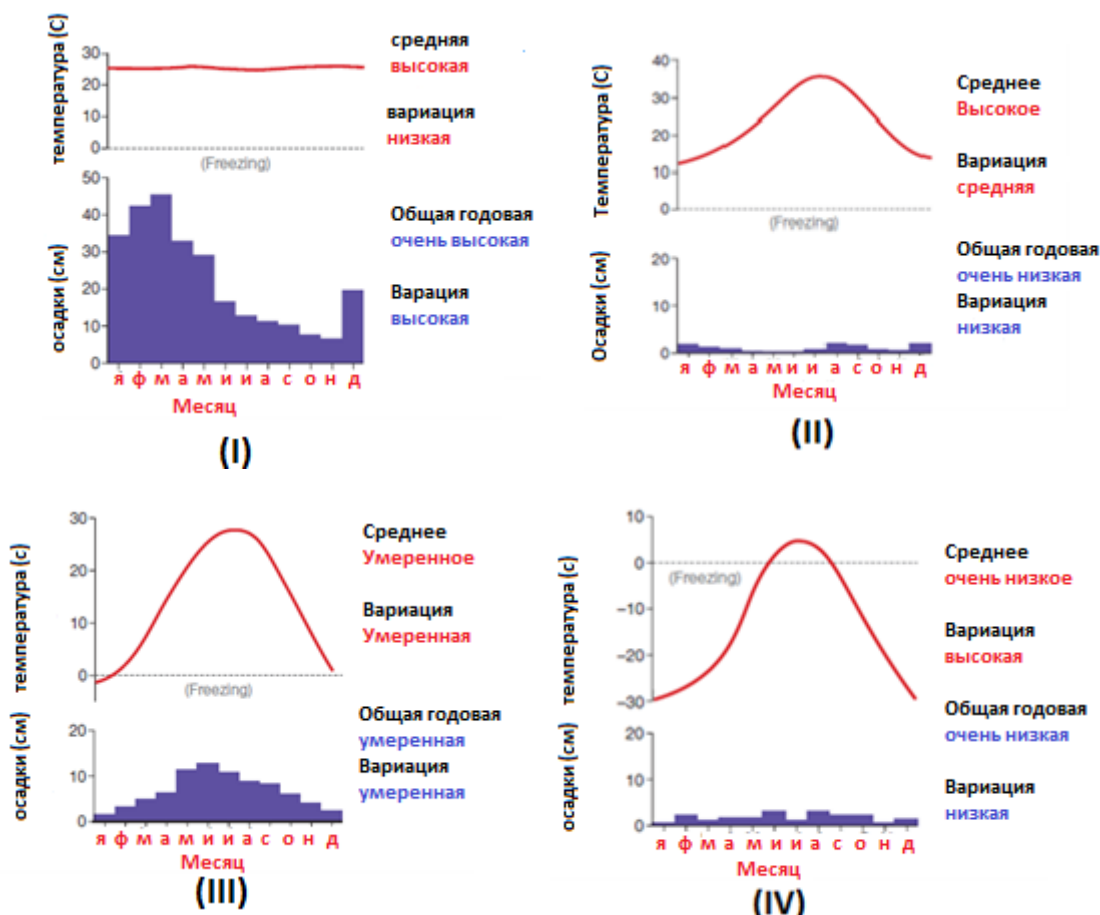 температура (С)
30
20
10
0
(Freezing)
средняя
высокая
вариация
низкая
осадки (см)
50
40
30
20
10
0
Общая годовая
очень высокая
Варация
высокая
я ф м а м и и а с о н д
Месяц
(I)
Температура (С)
40
30
20
10
0
(Freezing)
Среднее
Высокое
Вариация
средняя
Осадки (см)
20
10
0
Общая годовая
очень низкая
Вариация
низкая
я ф м а м и и а с о н д
Месяц
(II)
температура (с)
30
20
10
0
(Freezing)
Среднее
Умеренное
Вариация
Умеренная
осадки (см)
20
10
0
Общая годовая
умеренная
Вариация
умеренная
я ф м а м и и а с о н д
Месяц
(III)
температура (с)
10
0
–10
–20
–30
(Freezing)
Среднее
очень низкое
Вариация
высокая
осадки (см)
20
10
0
Общая годовая
очень низкая
Вариация
низкая
я ф м а м и и а с о н д
Месяц
(IV)